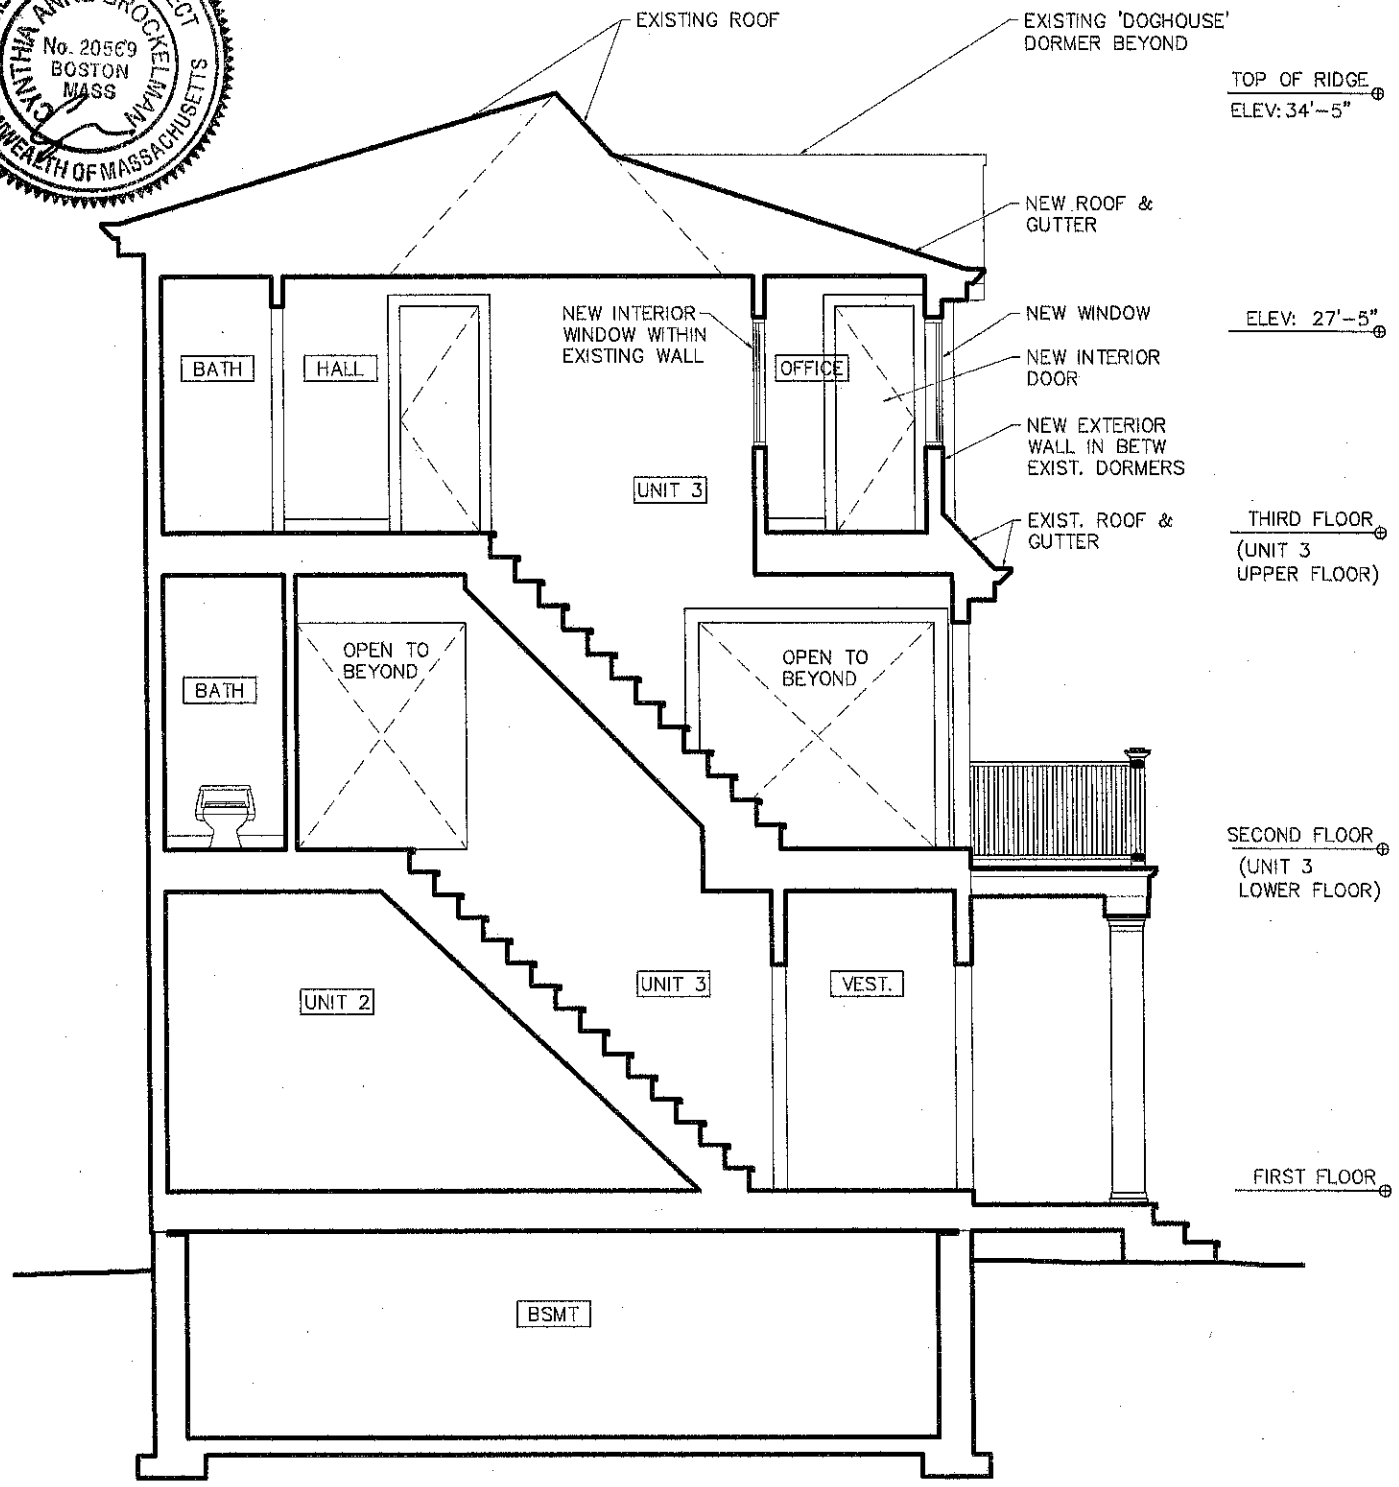 CYNTHIA ANNE BROCKELMAN
No. 20569
BOSTON
MASS
OF MASSACHUSETTS
EXISTING ROOF
EXISTING 'DOGHOUSE'
DORMER BEYOND
TOP OF RIDGE
ELEV: 34'-5"
NEW ROOF &
GUTTER
NEW INTERIOR
WINDOW WITHIN
EXISTING WALL
NEW WINDOW
ELEV: 27'-5"
BATH
HALL
OFFICE
NEW INTERIOR
DOOR
NEW EXTERIOR
WALL IN BETW
EXIST. DORMERS
UNIT 3
EXIST. ROOF &
GUTTER
THIRD FLOOR
(UNIT 3
UPPER FLOOR)
OPEN TO
BEYOND
OPEN TO
BEYOND
BATH
SECOND FLOOR
(UNIT 3
LOWER FLOOR)
UNIT 2
UNIT 3
VEST.
FIRST FLOOR
BSMT